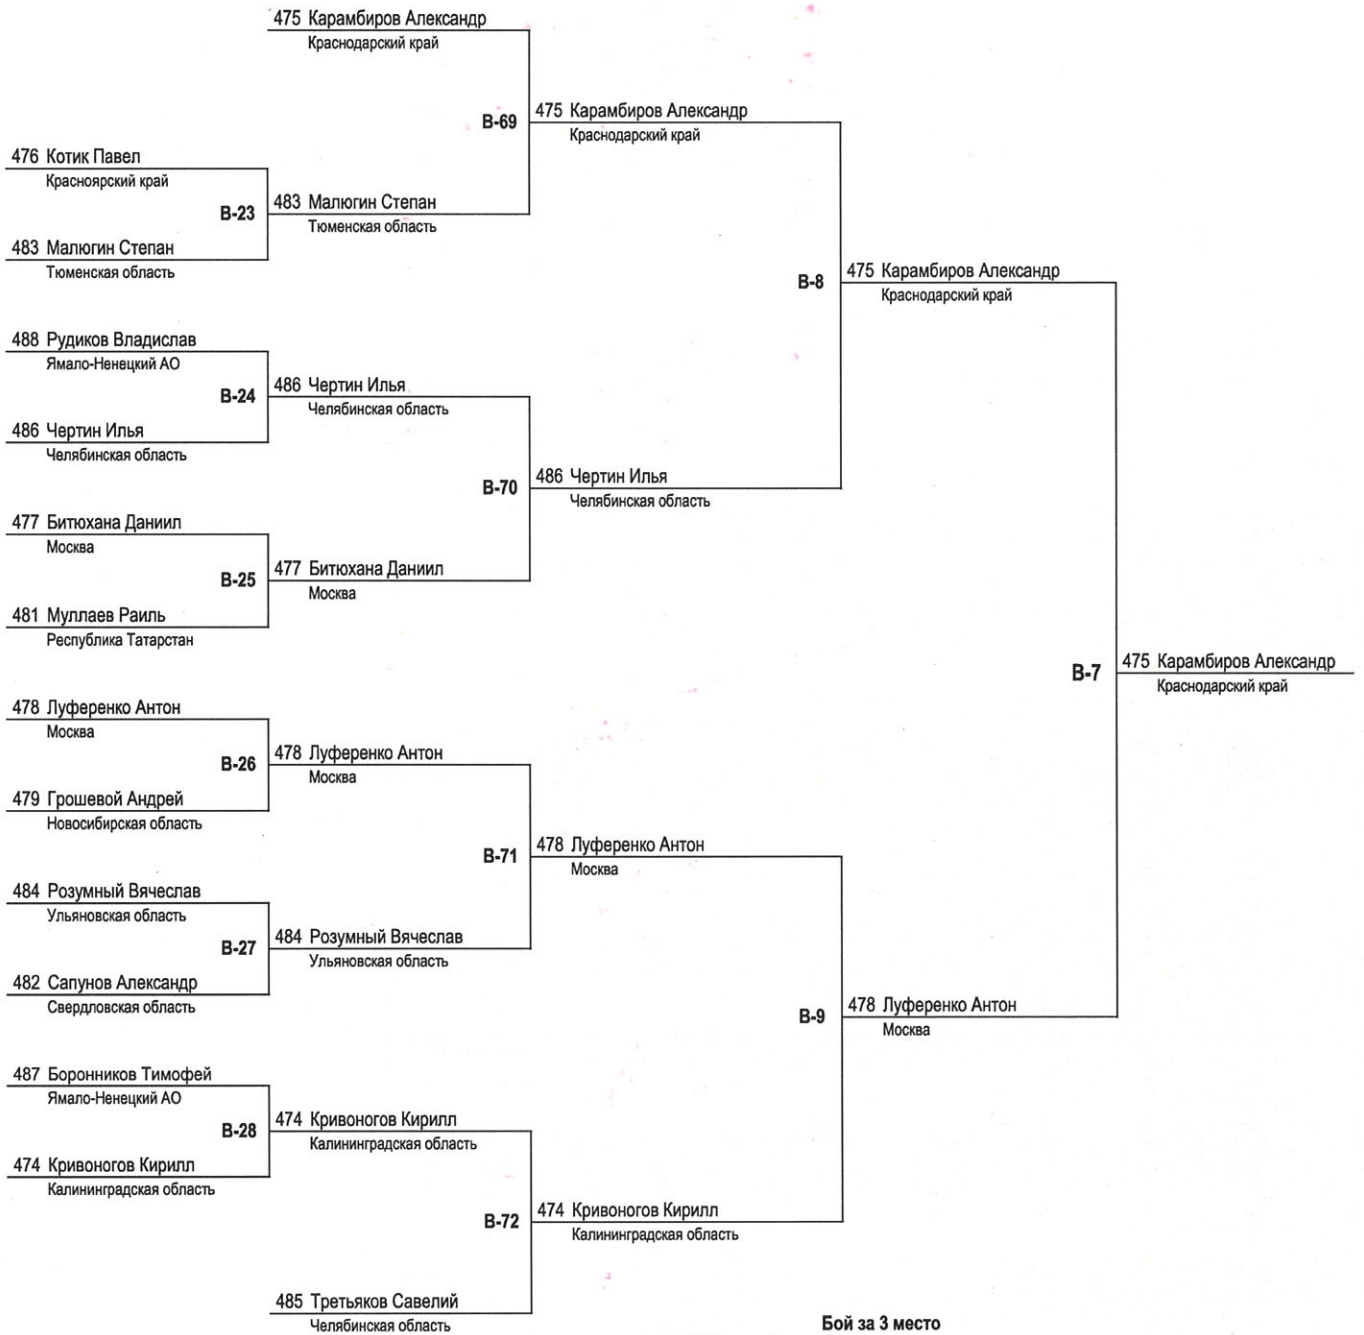 475 Карамбиров Александр
Краснодарский край
B-69
475 Карамбиров Александр
Краснодарский край
476 Котик Павел
Красноярский край
B-23
483 Малюгин Степан
Тюменская область
483 Малюгин Степан
Тюменская область
B-8
475 Карамбиров Александр
Краснодарский край
488 Рудиков Владислав
Ямало-Ненецкий АО
B-24
486 Чертин Илья
Челябинская область
486 Чертин Илья
Челябинская область
B-70
486 Чертин Илья
Челябинская область
477 Битюхана Даниил
Москва
B-25
477 Битюхана Даниил
Москва
481 Муллаев Раиль
Республика Татарстан
B-7
475 Карамбиров Александр
Краснодарский край
478 Луференко Антон
Москва
B-26
478 Луференко Антон
Москва
479 Грошевой Андрей
Новосибирская область
B-71
478 Луференко Антон
Москва
484 Розумный Вячеслав
Ульяновская область
B-27
484 Розумный Вячеслав
Ульяновская область
482 Сапунов Александр
Свердловская область
B-9
478 Луференко Антон
Москва
487 Боронников Тимофей
Ямало-Ненецкий АО
B-28
474 Кривоногов Кирилл
Калининградская область
474 Кривоногов Кирилл
Калининградская область
B-72
474 Кривоногов Кирилл
Калининградская область
485 Третьяков Савелий
Челябинская область
Бой за 3 место